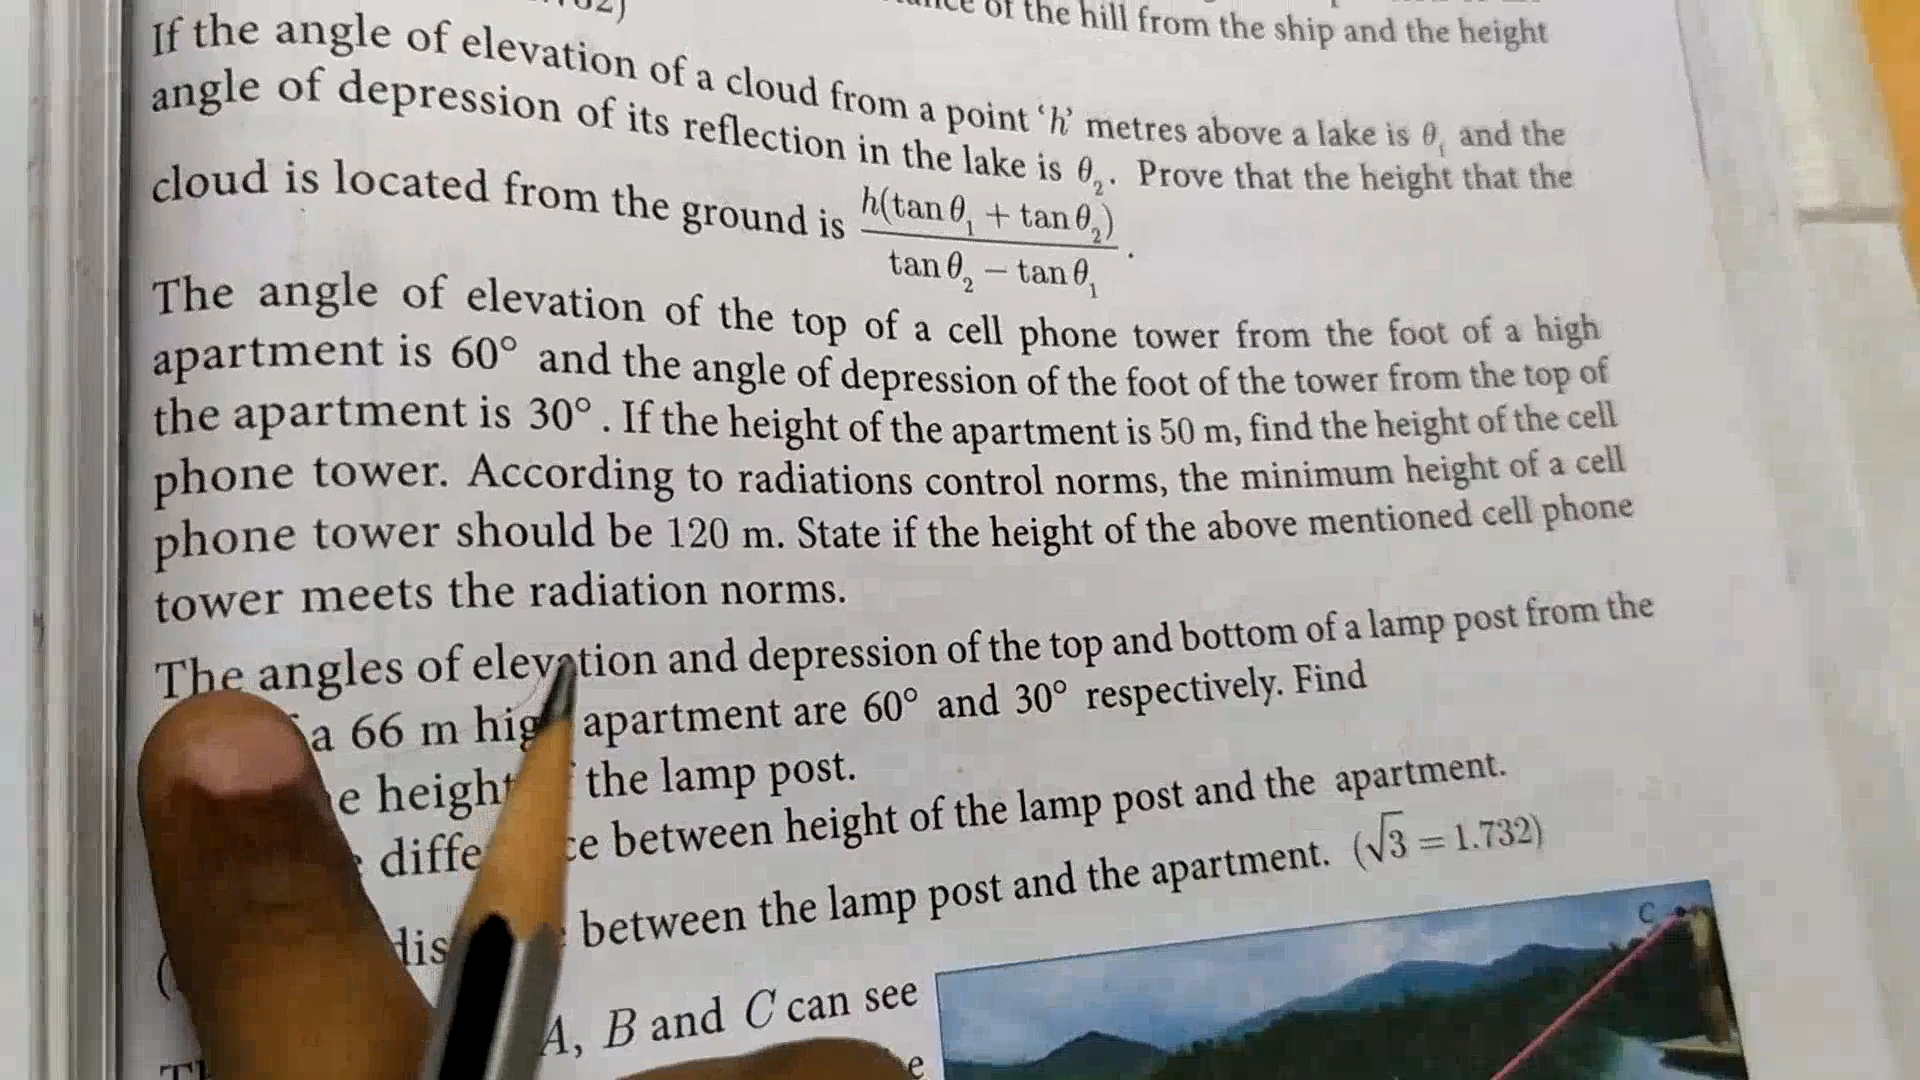 of the hill from the ship and the height
If the angle of elevation of a cloud from a point ‘h’ metres above a lake is θ₁ and the
angle of depression of its reflection in the lake is θ₂. Prove that the height that the
cloud is located from the ground is h(tan θ₁ + tan θ₂) / tan θ₂ − tan θ₁.
The angle of elevation of the top of a cell phone tower from the foot of a high
apartment is 60° and the angle of depression of the foot of the tower from the top of
the apartment is 30°. If the height of the apartment is 50 m, find the height of the cell
phone tower. According to radiations control norms, the minimum height of a cell
phone tower should be 120 m. State if the height of the above mentioned cell phone
tower meets the radiation norms.
The angles of elevation and depression of the top and bottom of a lamp post from the
a 66 m high apartment are 60° and 30° respectively. Find
height the lamp post.
difference between height of the lamp post and the apartment.
between the lamp post and the apartment. (√3 = 1.732)
A, B and C can see
C